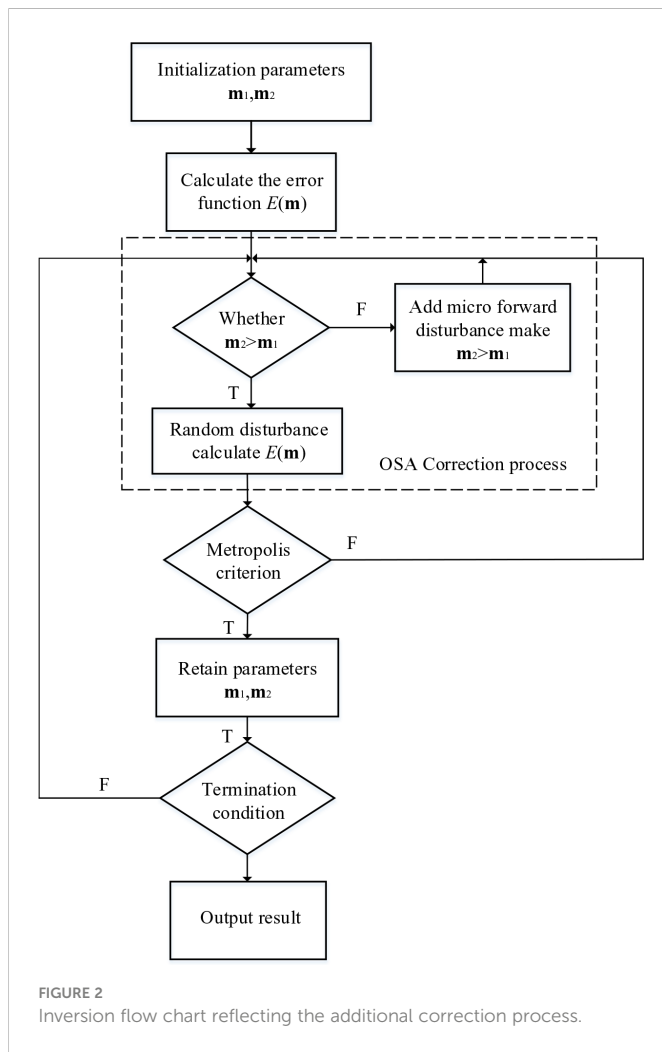 Initialization parameters
m1,m2
Calculate the error
function E(m)
Whether
m2>m1
F
Add micro forward
disturbance make
m2>m1
T
Random disturbance
calculate E(m)
OSA Correction process
Metropolis
criterion
F
T
Retain parameters
m1,m2
T
F
Termination
condition
Output result
FIGURE 2
Inversion flow chart reflecting the additional correction process.